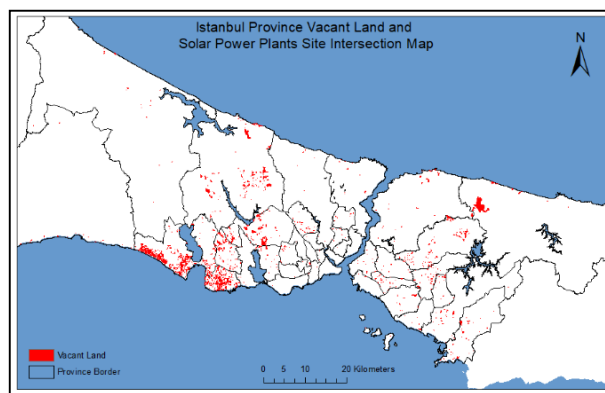 Istanbul Province Vacant Land and
Solar Power Plants Site Intersection Map
N
Vacant Land
Province Border
0 5 10 20 Kilometers